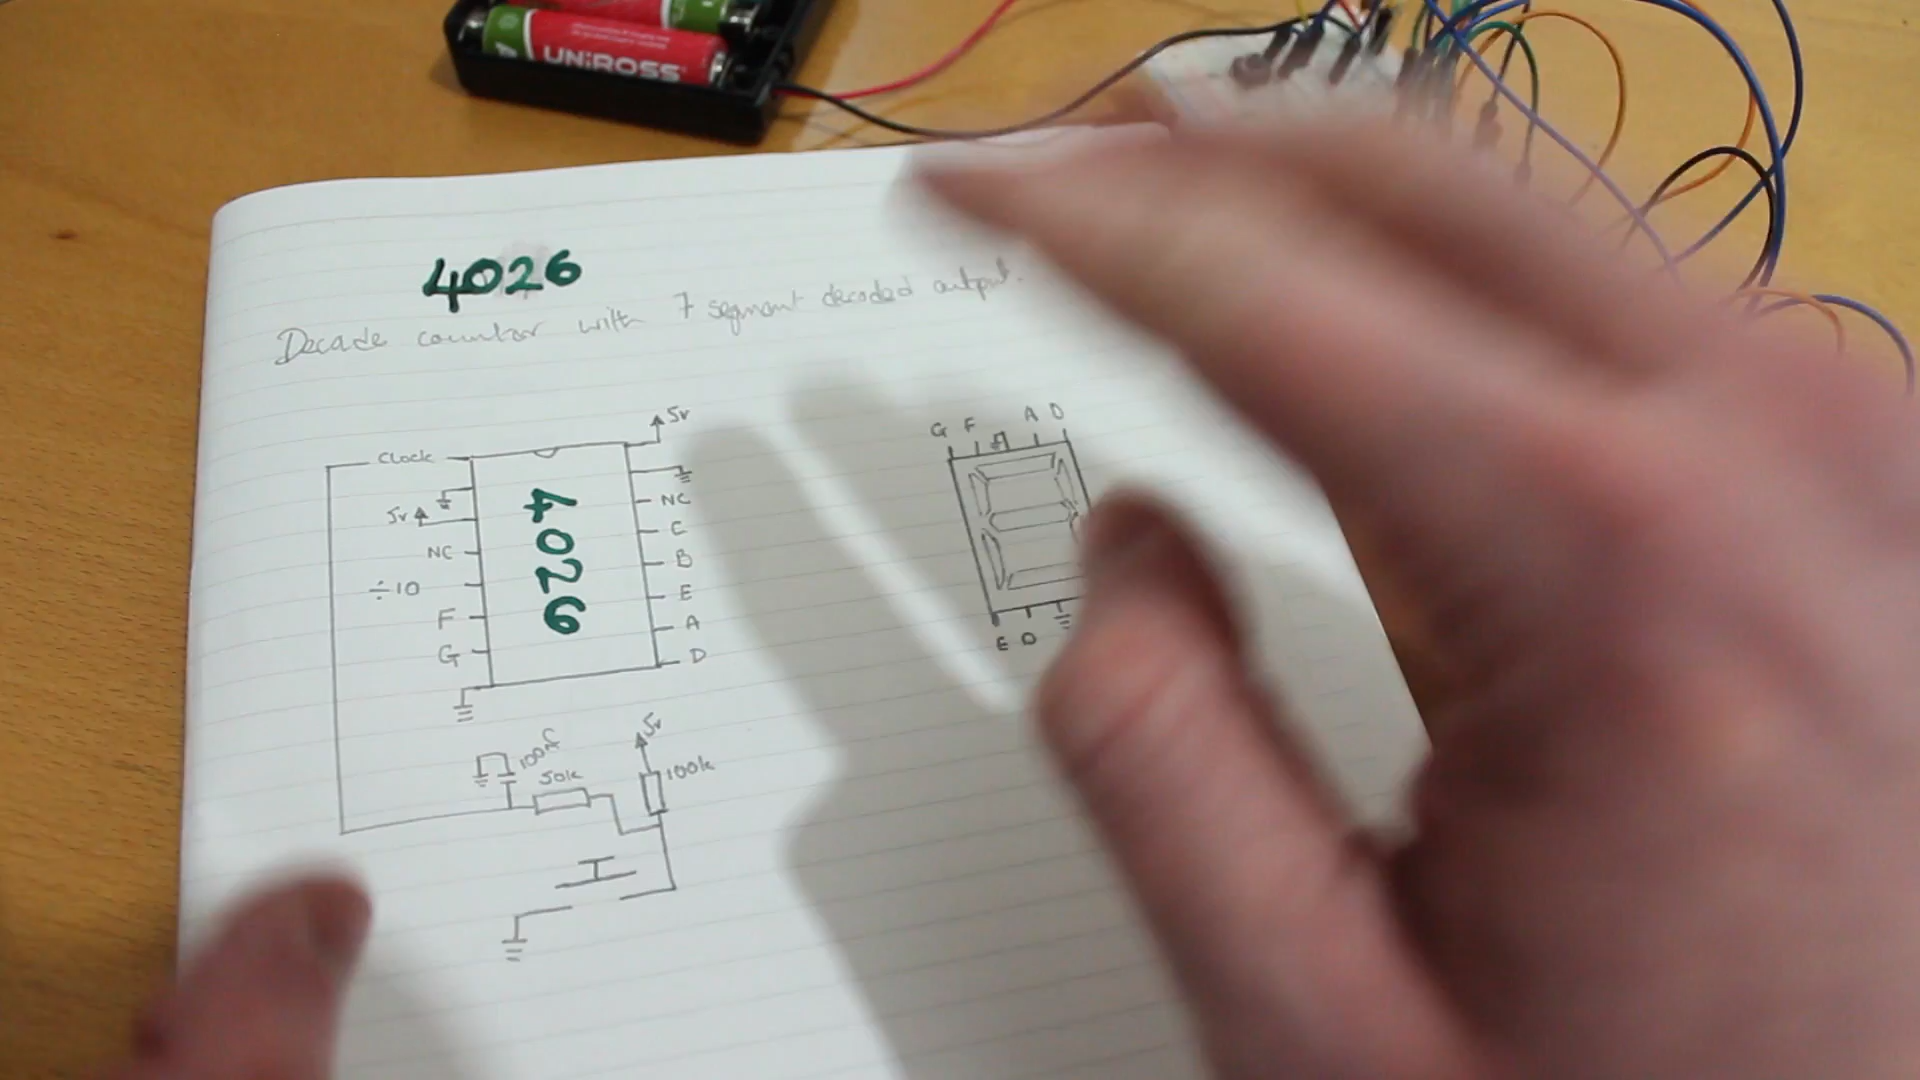 UNiROSS
4026
Decade counter with 7 segment decoded output.
5v
Clock
5v
NC
÷10
F
G
4026
NC
C
B
E
A
D
G F A D
E D
100nf
50k
5v
100k